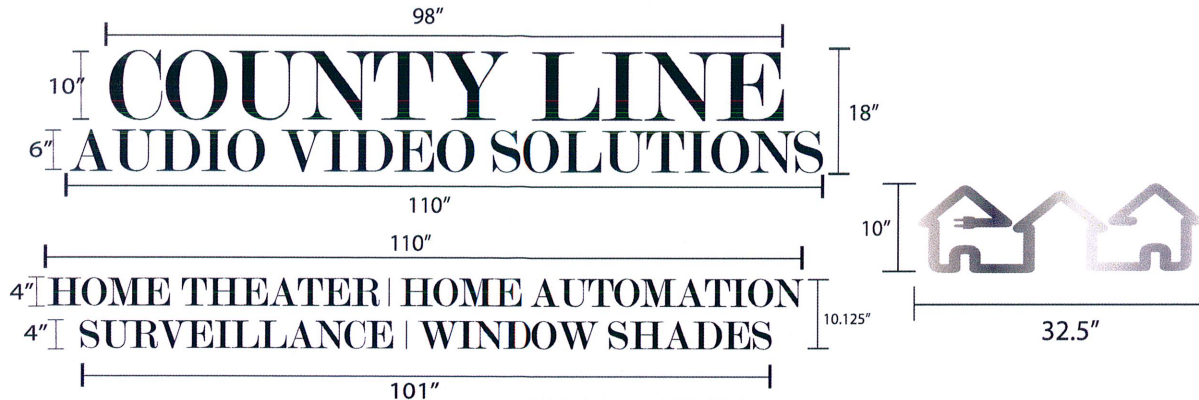 98"
10" COUNTY LINE
18"
6" AUDIO VIDEO SOLUTIONS
110"
110"
4" HOME THEATER | HOME AUTOMATION
10.125"
4" SURVEILLANCE | WINDOW SHADES
101"
10"
32.5"